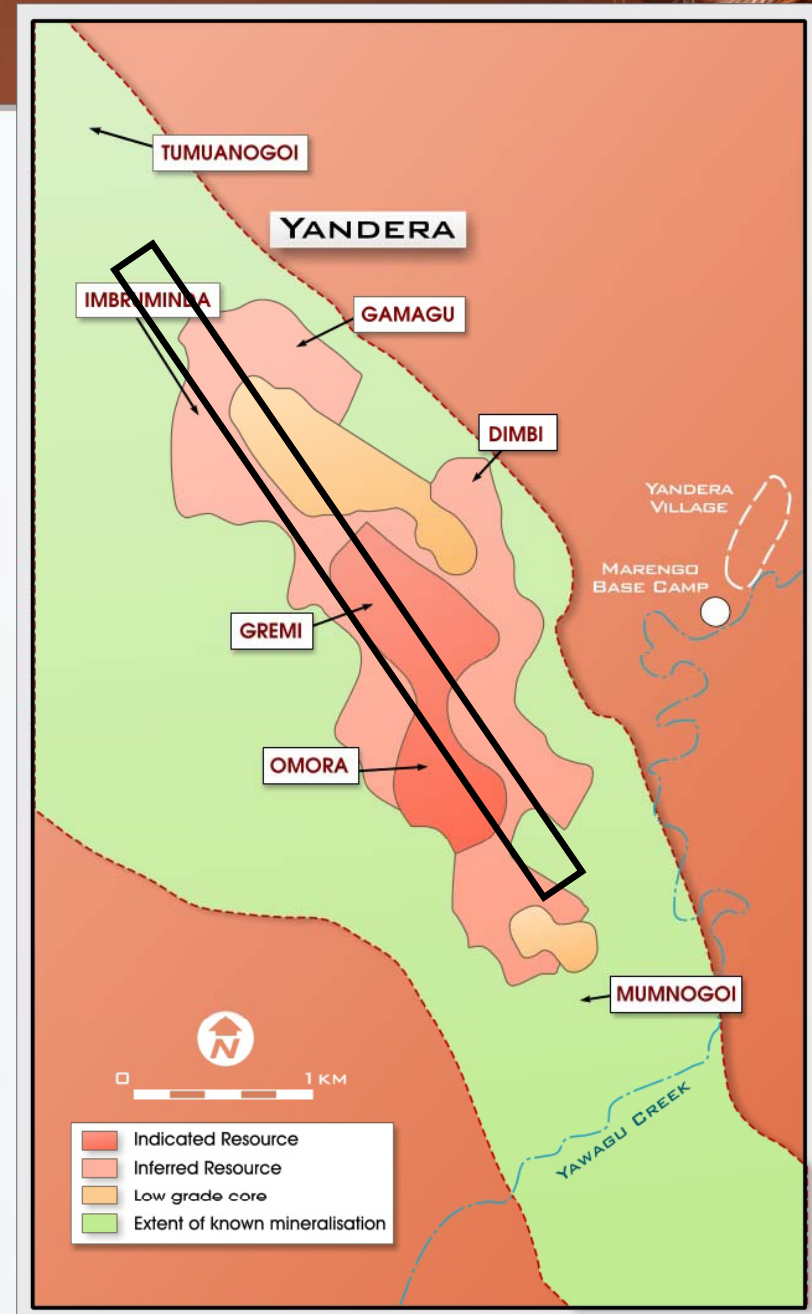 TUMUANOGOI
YANDERA
IMBRUMINDA
GAMAGU
DIMBI
YANDERA
VILLAGE
MARENGO
BASE CAMP
GREMI
OMORA
MUMNOGOI
N
0 1 KM
YAWAGU CREEK
Indicated Resource
Inferred Resource
Low grade core
Extent of known mineralisation